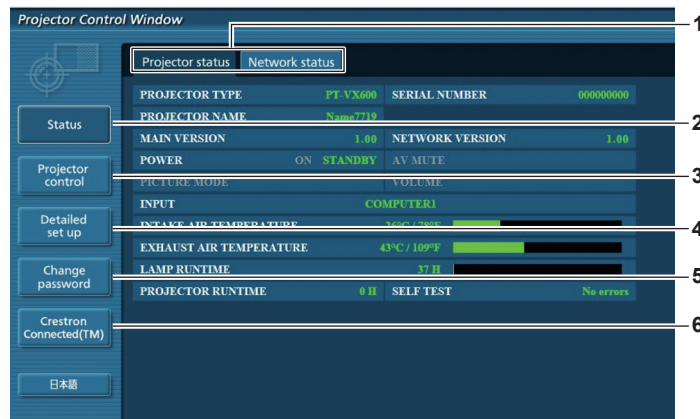 Projector Control Window
1
Projector status Network status
PROJECTOR TYPE PT-VX600 SERIAL NUMBER 000000000
Status
2
PROJECTOR NAME Name7719
MAIN VERSION 1.00 NETWORK VERSION 1.00
POWER ON STANDBY AV MUTE
Projector control
3
PICTURE MODE VOLUME
INPUT COMPUTER1
Detailed set up
4
INTAKE AIR TEMPERATURE 26°C / 78°F
EXHAUST AIR TEMPERATURE 43°C / 109°F
Change password
5
LAMP RUNTIME 37 H
PROJECTOR RUNTIME 0 H SELF TEST No errors
Crestron Connected(TM)
6
日本語